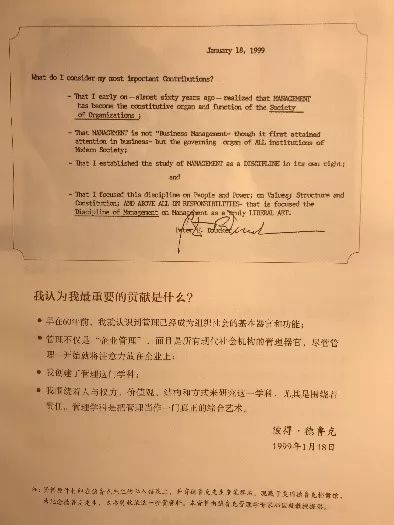 January 18, 1999
What do I consider my most important Contributions?
- That I early on—almost sixty years ago—realized that MANAGEMENT
has become the constitutive organ and function of the Society
of Organizations ;
- That MANAGEMENT is not "Business Management- though it first attained
attention in business- but the governing organ of ALL institutions of
Modern Society;
- That I established the study of MANAGEMENT as a DISCIPLINE in its own right;
and
- That I focused this discipline on People and Power; on Values; Structure and
Constitution; AND ABOVE ALL ON RESPONSIBILITIES- that is focused the
Discipline of Management on Management as a truly LIBERAL ART.
我认为我最重要的贡献是什么?
● 早在60年前,我就认识到管理已经成为组织社会的基本器官和功能;
● 管理不仅是“企业管理”,而且是所有现代社会机构的管理器官,尽管管
理一开始就将注意力放在企业上;
● 我创建了管理这门学科;
● 我围绕着人与权力、价值观、结构和方式来研究这一学科,尤其是围绕着
责任。管理学科是把管理当作一门真正的综合艺术。
彼得·德鲁克
1999年1月18日